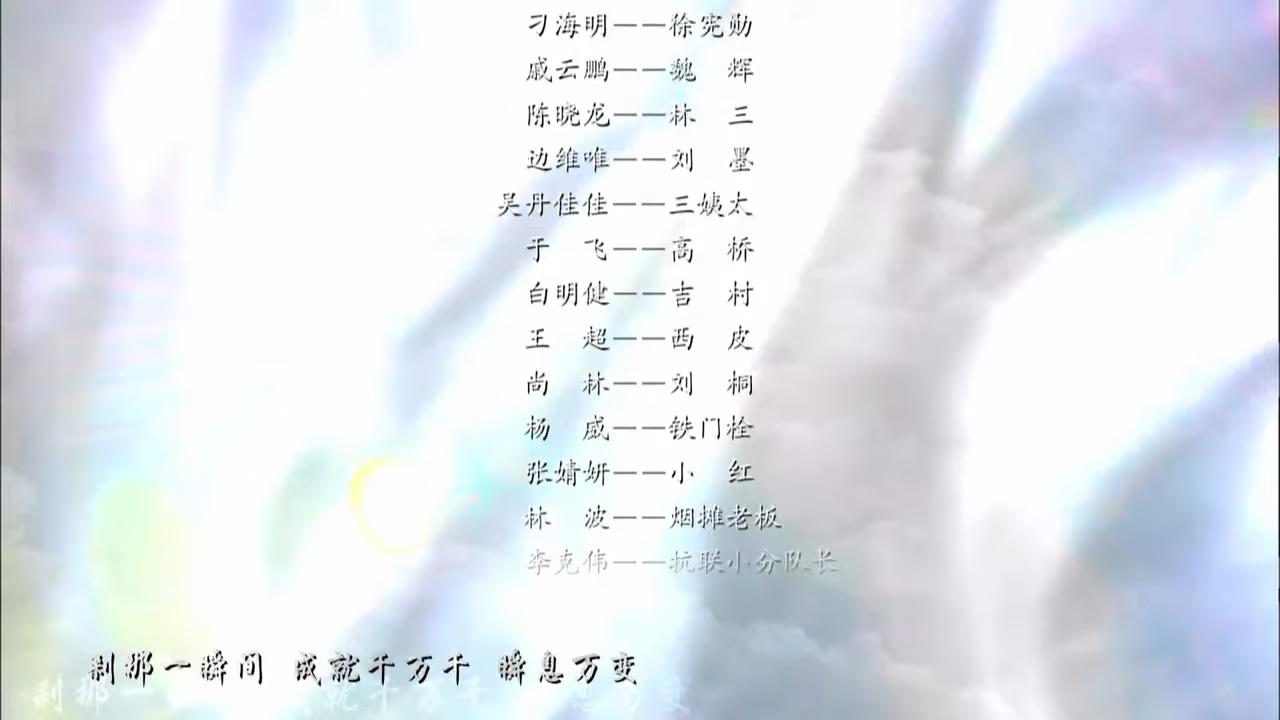 刁海明——徐宪勋
戚云鹏——魏 辉
陈晓龙——林 三
边维唯——刘 墨
吴丹佳佳——三姨太
于 飞——高 桥
白明健——吉 村
王 超——西 皮
尚 林——刘 桐
杨 威——铁门栓
张婧妍——小 红
林 波——烟摊老板
李克伟——抗联小分队长
刹那一瞬间 成就千万千 瞬息万变